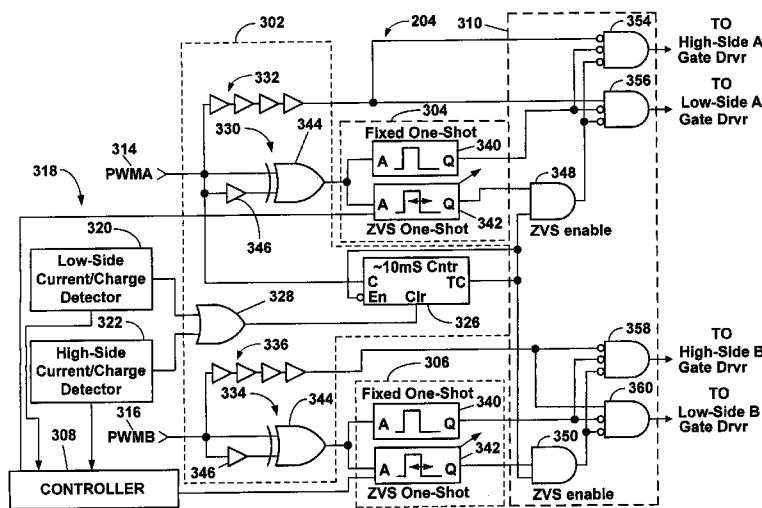 302
204
310
354
TO
High-Side A
Gate Drvr
332
356
TO
Low-Side A
Gate Drvr
304
330
344
Fixed One-Shot
314
A
Q
340
348
PWMA
318
A
Q
342
346
ZVS One-Shot
ZVS enable
320
~10mS Cntr
Low-Side
Current/Charge
Detector
328
C
TC
En
Clr
326
358
TO
High-Side B
Gate Drvr
322
336
306
High-Side
Current/Charge
Detector
360
TO
Low-Side B
Gate Drvr
334
344
Fixed One-Shot
316
A
Q
340
350
PWMB
308
346
A
Q
342
CONTROLLER
ZVS One-Shot
ZVS enable